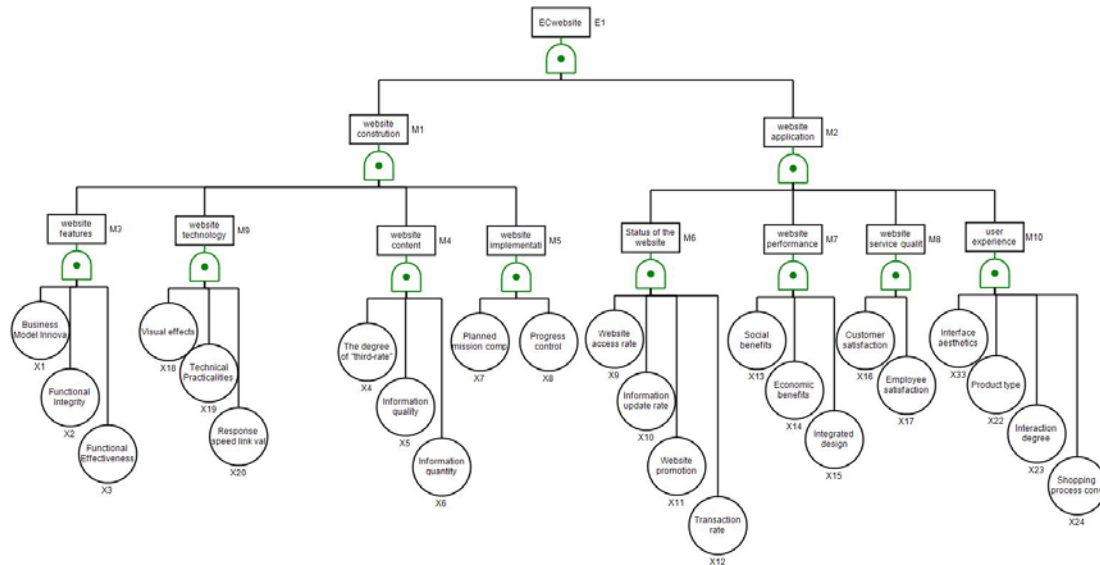 ECwebsite E1
website
constrution M1
website
application M2
website
features M3
website
technology M9
website
content M4
website
implementati M5
Status of the
website M6
website
performance M7
website
service qualit M8
user
experience M10
Business
Model Innova
X1
Functional
Integrity
X2
Functional
Effectiveness
X3
Visual effects
X18
Technical
Practicalities
X19
Response
speed link val
X20
The degree
of "third-rate"
X4
Information
quality
X5
Information
quantity
X6
Planned
mission comp
X7
Progress
control
X8
Website
access rate
X9
Information
update rate
X10
Website
promotion
X11
Transaction
rate
X12
Social
benefits
X13
Economic
benefits
X14
Integrated
design
X15
Customer
satisfaction
X16
Employee
satisfaction
X17
Interface
aesthetics
X33
Product type
X22
Interaction
degree
X23
Shopping
process conv
X24